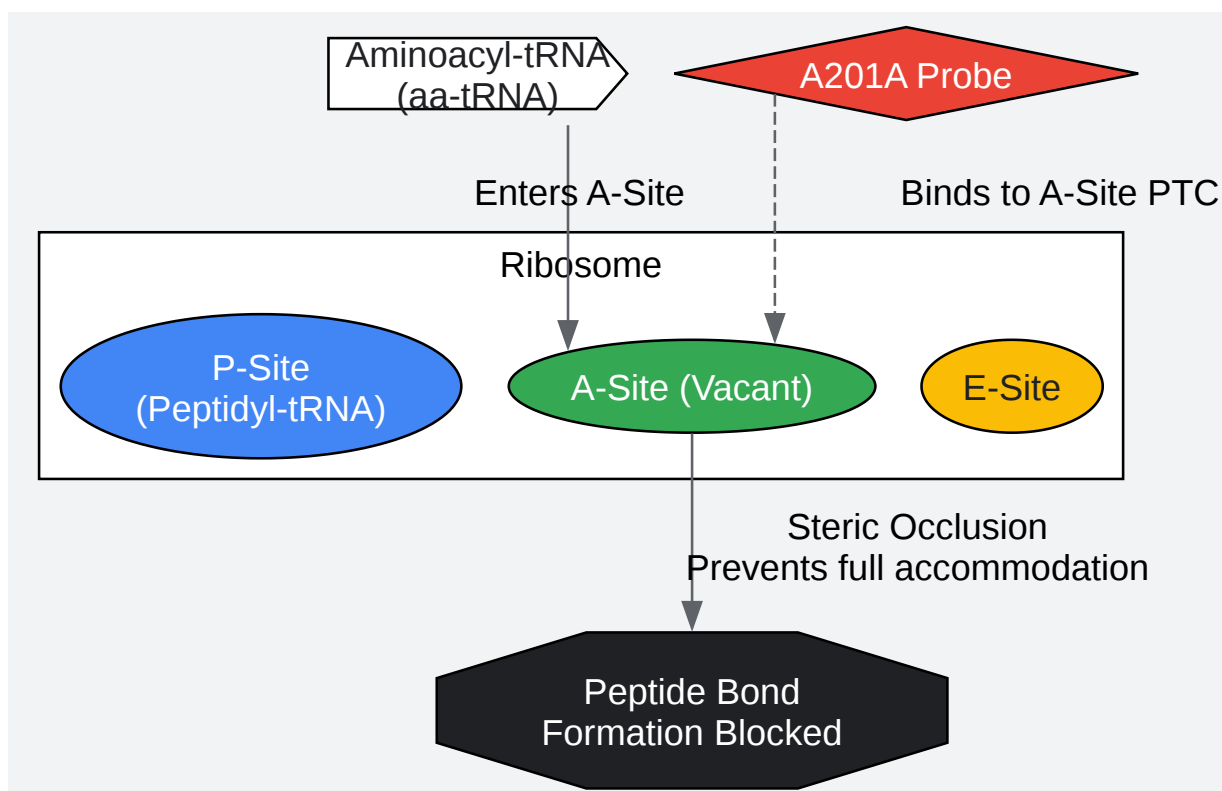 Aminoacyl-tRNA
(aa-tRNA)
A201A Probe
Enters A-Site
Binds to A-Site PTC
Ribosome
P-Site
(Peptidyl-tRNA)
A-Site (Vacant)
E-Site
Steric Occlusion
Prevents full accommodation
Peptide Bond
Formation Blocked